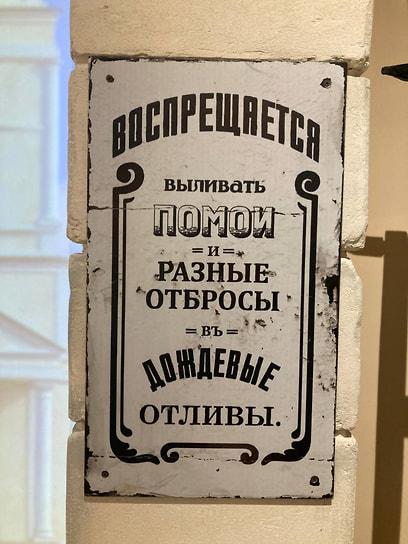 ВОСПРЕЩАЕТСЯ
ВЫЛИВАТЬ
ПОМОИ
= И =
РАЗНЫЕ
ОТБРОСЫ
= ВЪ =
ДОЖДЕВЫЕ
ОТЛИВЫ.